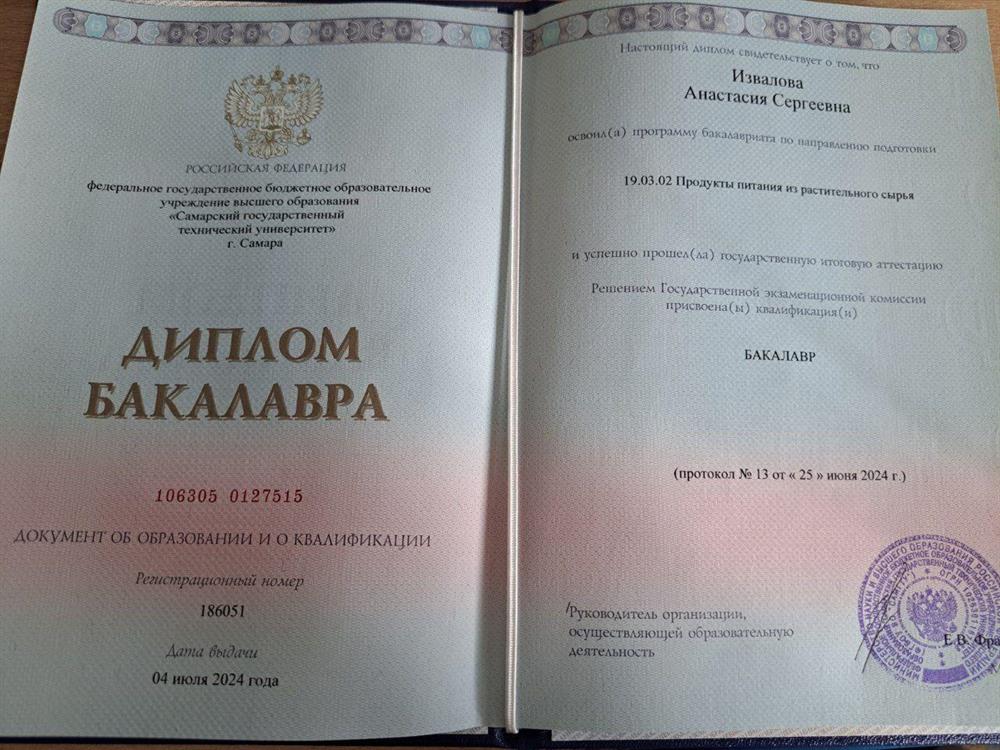 РОССИЙСКАЯ ФЕДЕРАЦИЯ
федеральное государственное бюджетное образовательное
учреждение высшего образования
«Самарский государственный
технический университет»
г. Самара
ДИПЛОМ
БАКАЛАВРА
106305 0127515
ДОКУМЕНТ ОБ ОБРАЗОВАНИИ И О КВАЛИФИКАЦИИ
Регистрационный номер
186051
Дата выдачи
04 июля 2024 года
Настоящий диплом свидетельствует о том, что
Извалова
Анастасия Сергеевна
освоил(а) программу бакалавриата по направлению подготовки
19.03.02 Продукты питания из растительного сырья
и успешно прошел(ла) государственную итоговую аттестацию
Решением Государственной экзаменационной комиссии
присвоена(ы) квалификация(и)
БАКАЛАВР
(протокол № 13 от « 25 » июня 2024 г.)
Руководитель организации,
осуществляющей образовательную
деятельность
Е.В. Фра